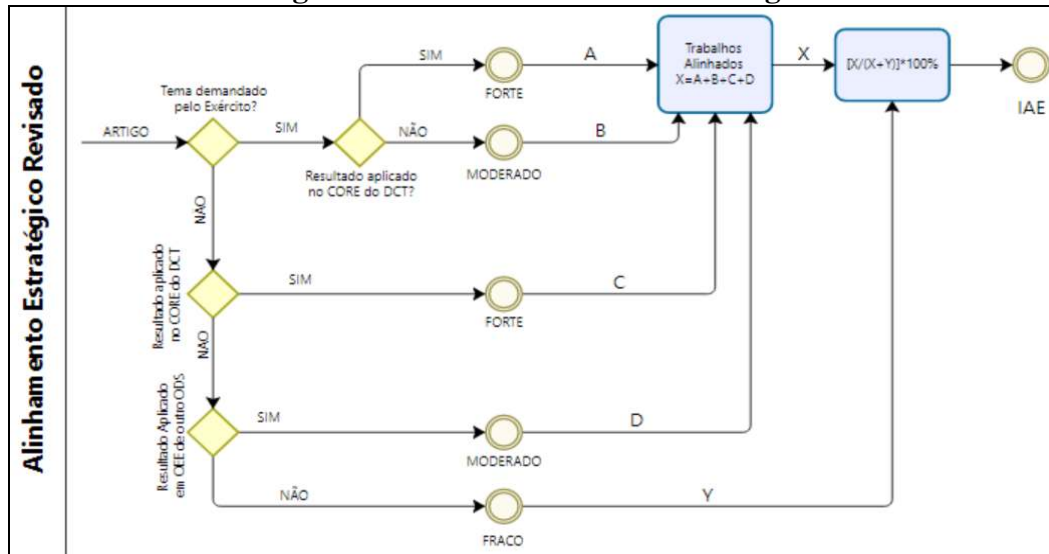 Alinhamento Estratégico Revisado
SIM
A
Trabalhos
Alinhados
X=A+B+C+D
X
[X/(X+Y)]*100%
FORTE
IAE
Tema demandado
pelo Exército?
ARTIGO
SIM
NÃO
B
Resultado aplicado
no CORE do DCT?
MODERADO
NAO
Resultado aplicado
no CORE do DCT
SIM
C
FORTE
NAO
Resultado Aplicado
em OEE de outro ODS
SIM
D
MODERADO
NÃO
Y
FRACO